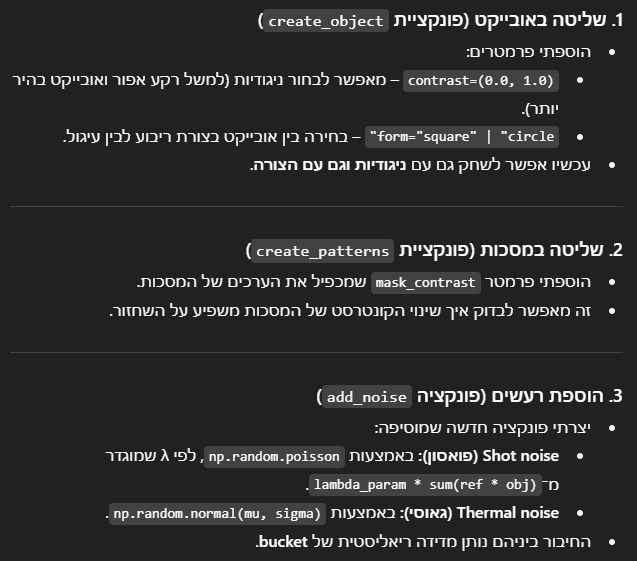 1. שליטה באובייקט (פונקציית create_object)
הוספתי פרמטרים:
contrast=(0.0, 1.0) – מאפשר לבחור ניגודיות (למשל רקע אפור ואובייקט בהיר
יותר).
"form="square" | "circle – בחירה בין אובייקט בצורת ריבוע לבין עיגול.
עכשיו אפשר לשחק גם עם ניגודיות וגם עם הצורה.
2. שליטה במסכות (פונקציית create_patterns)
הוספתי פרמטר mask_contrast שמכפיל את הערכים של המסכות.
זה מאפשר לבדוק איך שינוי הקונטרסט של המסכות משפיע על השחזור.
3. הוספת רעשים (פונקציה add_noise)
יצרתי פונקציה חדשה שמוסיפה:
Shot noise (פואסון): באמצעות np.random.poisson, לפי λ שמוגדר
מ־lambda_param * sum(ref * obj).
Thermal noise (גאוסי): באמצעות np.random.normal(mu, sigma).
החיבור ביניהם נותן מדידה ריאליסטית של bucket.